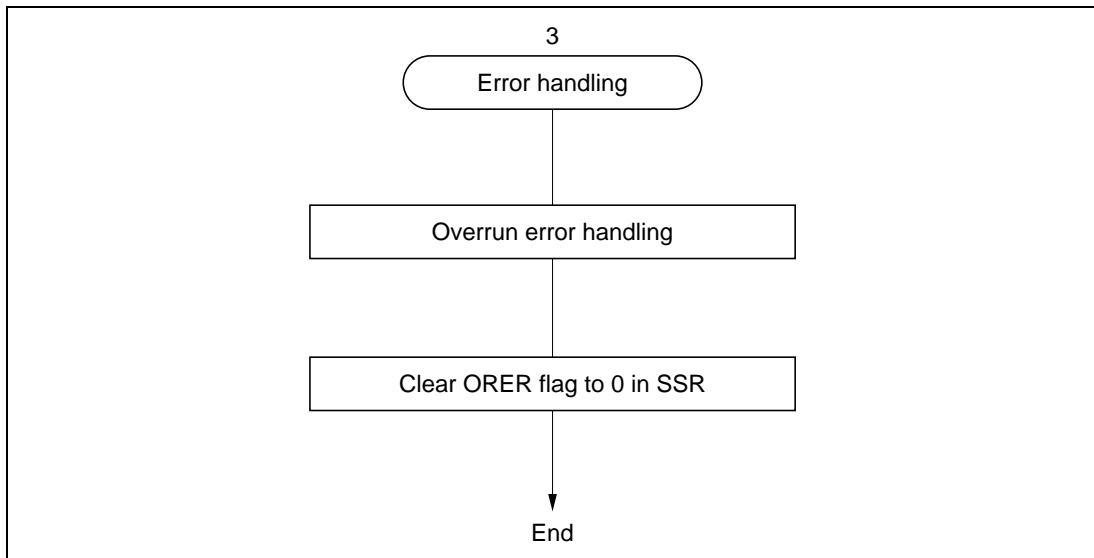 3
Error handling
Overrun error handling
Clear ORER flag to 0 in SSR
End